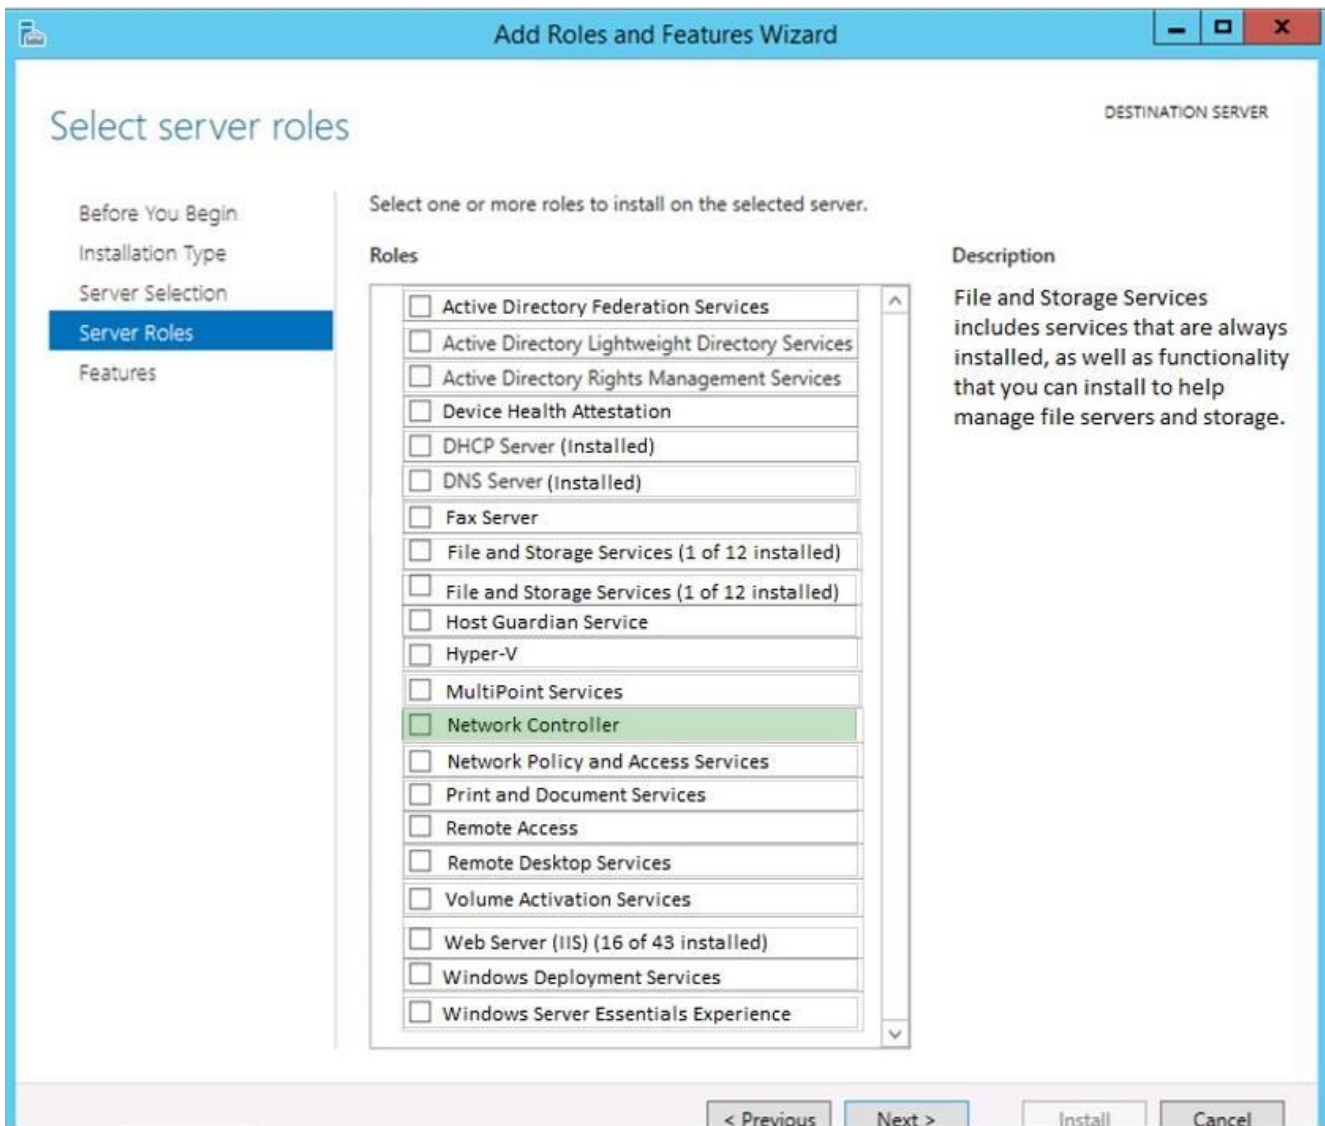 Add Roles and Features Wizard
Select server roles
DESTINATION SERVER
Before You Begin
Installation Type
Server Selection
Server Roles
Features
Select one or more roles to install on the selected server.
Roles
Active Directory Federation Services
Active Directory Lightweight Directory Services
Active Directory Rights Management Services
Device Health Attestation
DHCP Server (Installed)
DNS Server (Installed)
Fax Server
File and Storage Services (1 of 12 installed)
File and Storage Services (1 of 12 installed)
Host Guardian Service
Hyper-V
MultiPoint Services
Network Controller
Network Policy and Access Services
Print and Document Services
Remote Access
Remote Desktop Services
Volume Activation Services
Web Server (IIS) (16 of 43 installed)
Windows Deployment Services
Windows Server Essentials Experience
Description
File and Storage Services
includes services that are always
installed, as well as functionality
that you can install to help
manage file servers and storage.
< Previous
Next >
Install
Cancel